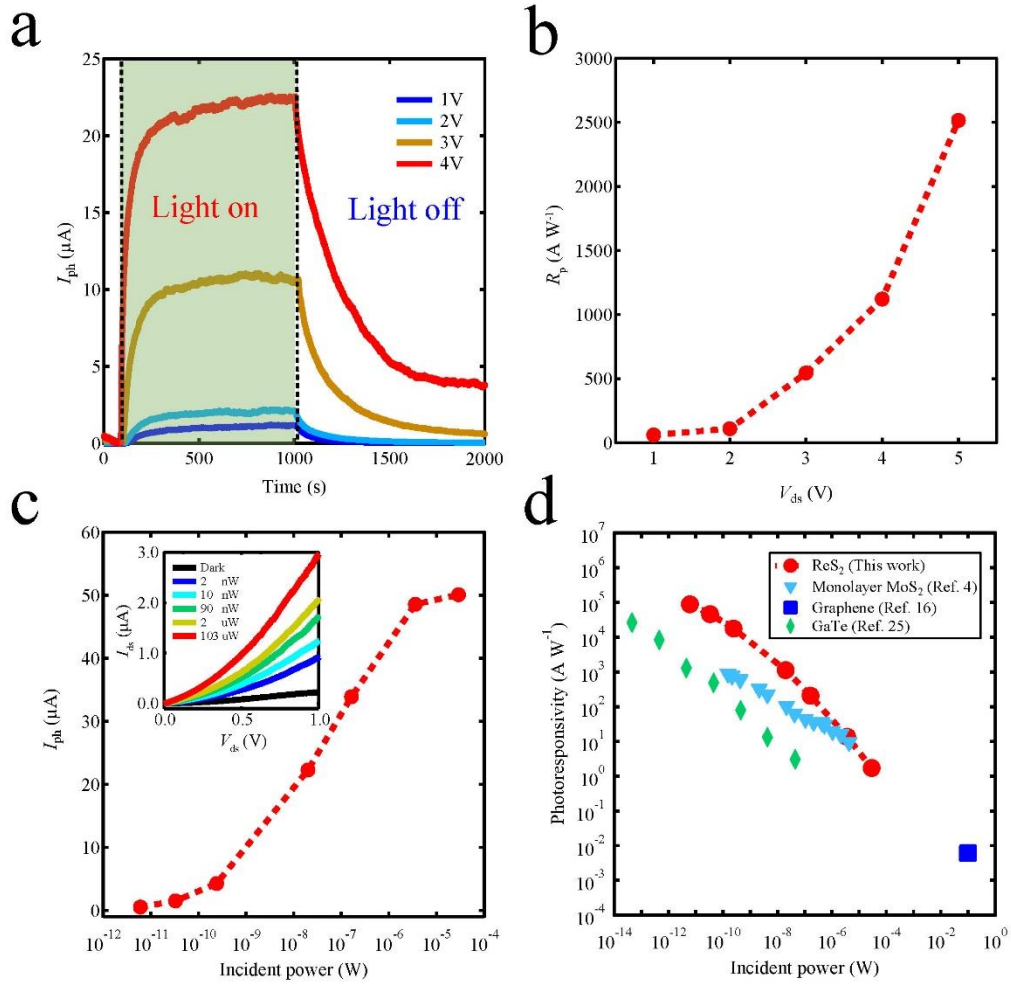 a
25
20
15
10
5
0
I_ph (µA)
0
500
1000
1500
2000
Time (s)
1V
2V
3V
4V
Light on
Light off
b
3000
2500
2000
1500
1000
500
0
R_p (A W⁻¹)
1
2
3
4
5
V_ds (V)
c
60
50
40
30
20
10
0
I_ph (µA)
10⁻¹²
10⁻¹¹
10⁻¹⁰
10⁻⁹
10⁻⁸
10⁻⁷
10⁻⁶
10⁻⁵
10⁻⁴
Incident power (W)
3.0
2.0
1.0
0.0
I_ds (µA)
Dark
2 nW
10 nW
90 nW
2 uW
103 uW
0.0
0.5
1.0
V_ds (V)
d
10⁷
10⁶
10⁵
10⁴
10³
10²
10¹
10⁰
10⁻¹
10⁻²
10⁻³
10⁻⁴
Photoresponsivity (A W⁻¹)
ReS₂ (This work)
Monolayer MoS₂ (Ref. 4)
Graphene (Ref. 16)
GaTe (Ref. 25)
10⁻¹⁴
10⁻¹²
10⁻¹⁰
10⁻⁸
10⁻⁶
10⁻⁴
10⁻²
10⁰
Incident power (W)